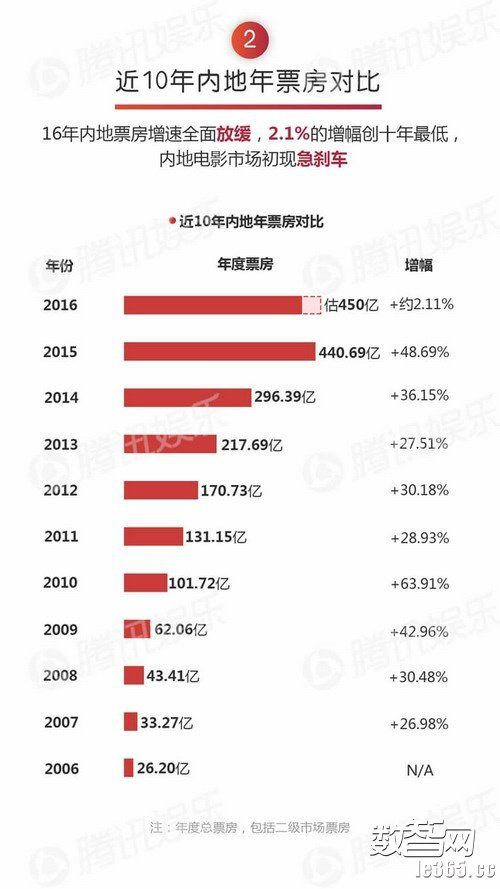 2
近10年内地年票房对比
16年内地票房增速全面放缓，2.1%的增幅创十年最低，
内地电影市场初现急刹车
近10年内地年票房对比
年份 年度票房 增幅
2016 估450亿 +约2.11%
2015 440.69亿 +48.69%
2014 296.39亿 +36.15%
2013 217.69亿 +27.51%
2012 170.73亿 +30.18%
2011 131.15亿 +28.93%
2010 101.72亿 +63.91%
2009 62.06亿 +42.96%
2008 43.41亿 +30.48%
2007 33.27亿 +26.98%
2006 26.20亿 N/A
注：年度总票房，包括二级市场票房
腾讯娱乐
数智网
le365.cc